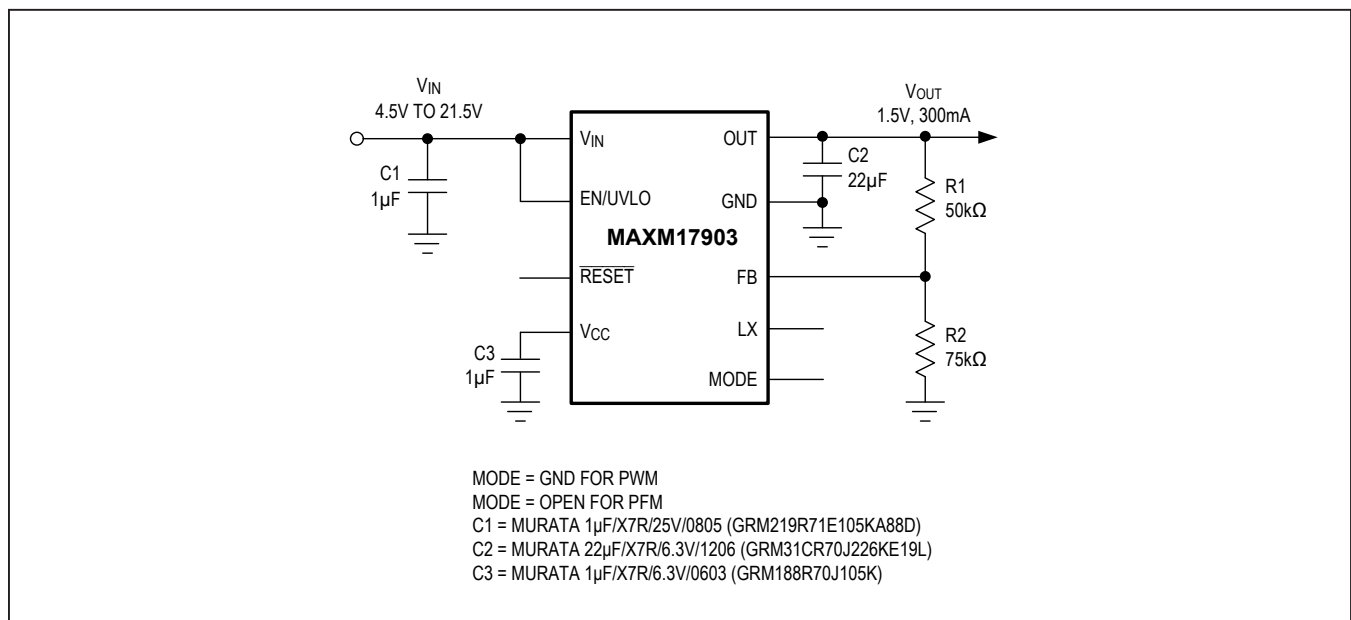 VIN
4.5V TO 21.5V
VOUT
1.5V, 300mA
C1
1µF
VIN
EN/UVLO
RESET
VCC
C3
1µF
MAXM17903
OUT
GND
FB
LX
MODE
C2
22µF
R1
50kΩ
R2
75kΩ
MODE = GND FOR PWM
MODE = OPEN FOR PFM
C1 = MURATA 1µF/X7R/25V/0805 (GRM219R71E105KA88D)
C2 = MURATA 22µF/X7R/6.3V/1206 (GRM31CR70J226KE19L)
C3 = MURATA 1µF/X7R/6.3V/0603 (GRM188R70J105K)